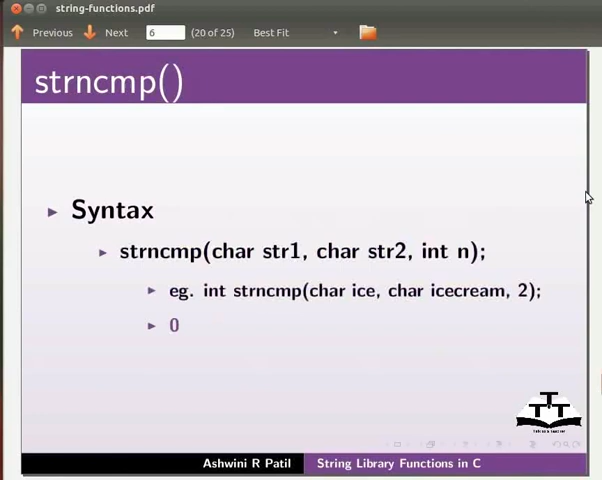 string-functions.pdf
Previous Next 6 (20 of 25) Best Fit
strncmp()
Syntax
strncmp(char str1, char str2, int n);
eg. int strncmp(char ice, char icecream, 2);
0
TTT
Ashwini R Patil String Library Functions in C